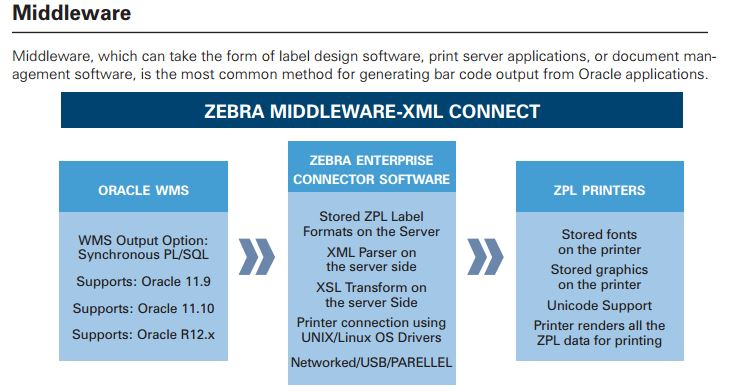 Middleware
Middleware, which can take the form of label design software, print server applications, or document man-
agement software, is the most common method for generating bar code output from Oracle applications.
ZEBRA MIDDLEWARE-XML CONNECT
ORACLE WMS
WMS Output Option:
Synchronous PL/SQL
Supports: Oracle 11.9
Supports: Oracle 11.10
Supports: Oracle R12.x
ZEBRA ENTERPRISE
CONNECTOR SOFTWARE
Stored ZPL Label
Formats on the Server
XML Parser on
the server side
XSL Transform on
the server Side
Printer connection using
UNIX/Linux OS Drivers
Networked/USB/PARELLEL
ZPL PRINTERS
Stored fonts
on the printer
Stored graphics
on the printer
Unicode Support
Printer renders all the
ZPL data for printing